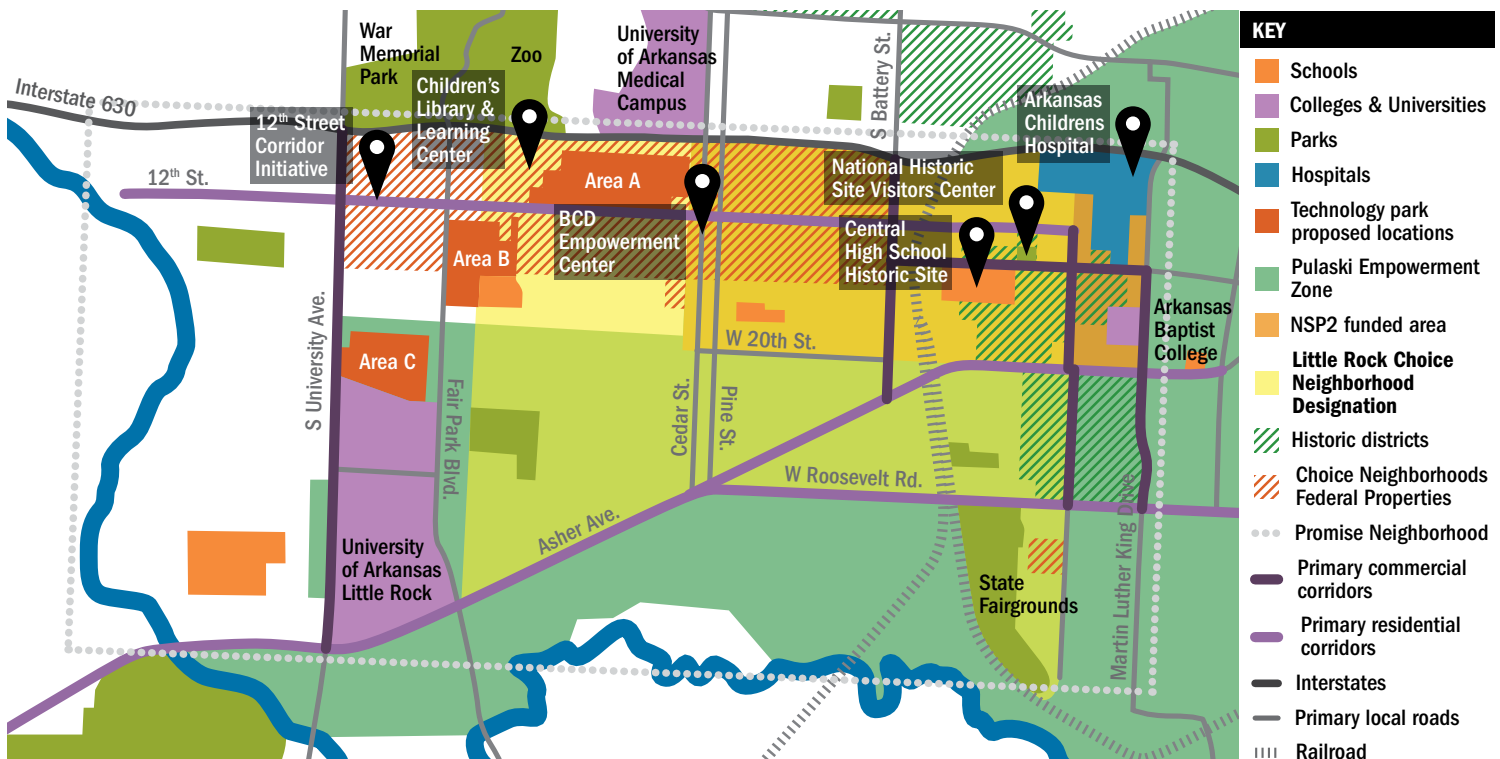 War
Memorial
Park
Zoo
University
of Arkansas
Medical
Campus
S Battery St.
Interstate 630
12th Street
Corridor
Initiative
Children's
Library &
Learning
Center
Arkansas
Childrens
Hospital
National Historic
Site Visitors Center
12th St.
Area A
BCD
Empowerment
Center
Central
High School
Historic Site
Area B
Area C
S University Ave.
Fair Park Blvd.
Cedar St.
Pine St.
W 20th St.
Arkansas
Baptist
College
W Roosevelt Rd.
Asher Ave.
University
of Arkansas
Little Rock
State
Fairgrounds
Martin Luther King Drive
KEY
Schools
Colleges & Universities
Parks
Hospitals
Technology park
proposed locations
Pulaski Empowerment
Zone
NSP2 funded area
Little Rock Choice
Neighborhood
Designation
Historic districts
Choice Neighborhoods
Federal Properties
Promise Neighborhood
Primary commercial
corridors
Primary residential
corridors
Interstates
Primary local roads
Railroad